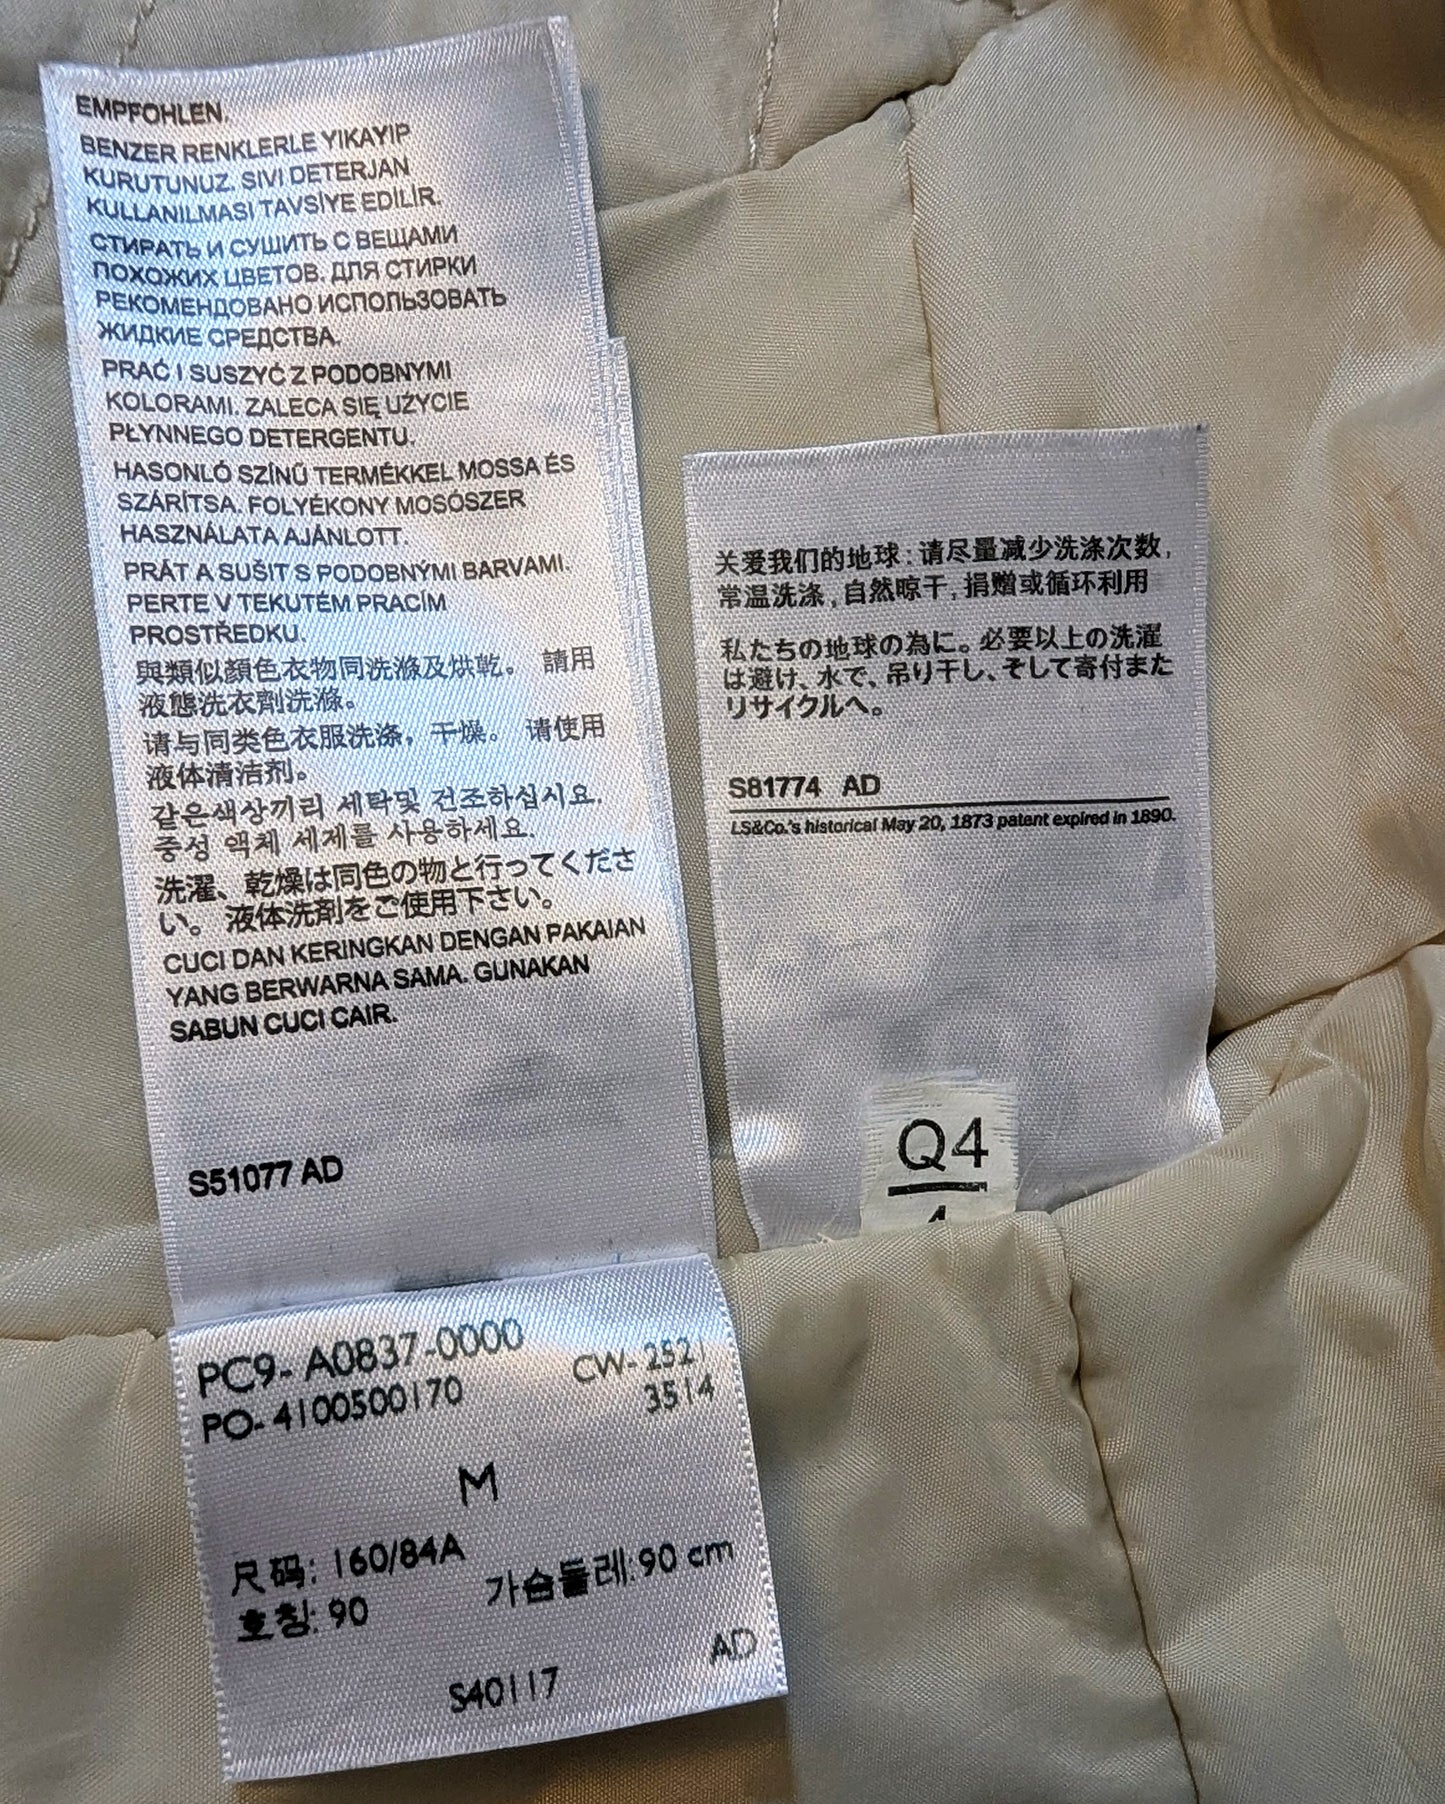 EMPFOHLEN.
BENZER RENKLERLE YIKAYIP
KURUTUNUZ. SIVI DETERJAN
KULLANILMASI TAVSİYE EDİLİR.
СТИРАТЬ И СУШИТЬ С ВЕЩАМИ
ПОХОЖИХ ЦВЕТОВ. ДЛЯ СТИРКИ
РЕКОМЕНДОВАНО ИСПОЛЬЗОВАТЬ
ЖИДКИЕ СРЕДСТВА.
PRAĆ I SUSZYĆ Z PODOBNYMI
KOLORAMI. ZALECA SIĘ UŻYCIE
PŁYNNEGO DETERGENTU.
HASONLÓ SZÍNŰ TERMÉKKEL MOSSA ÉS
SZÁRÍTSA. FOLYÉKONY MOSÓSZER
HASZNÁLATA AJÁNLOTT.
PRÁT A SUŠIT S PODOBNÝMI BARVAMI.
PERTE V TEKUTÉM PRACÍM
PROSTŘEDKU.
與類似顏色衣物同洗滌及烘乾。 請用
液態洗衣劑洗滌。
请与同类色衣服洗涤，干燥。 请使用
液体清洁剂。
같은색상끼리 세탁및 건조하십시요.
중성 액체 세제를 사용하세요.
洗濯、乾燥は同色の物と行ってくださ
い。 液体洗剤をご使用下さい。
CUCI DAN KERINGKAN DENGAN PAKAIAN
YANG BERWARNA SAMA. GUNAKAN
SABUN CUCI CAIR.
S51077 AD
PC9- A0837-0000
CW- 2521
PO- 4100500170
3514
M
尺码: 160/84A
가슴둘레:90 cm
호칭: 90
AD
S40117
关爱我们的地球：请尽量减少洗涤次数,
常温洗涤,自然晾干,捐赠或循环利用
私たちの地球の為に。必要以上の洗濯
は避け、水で、吊り干し、そして寄付また
リサイクルへ。
S81774 AD
LS&Co.'s historical May 20, 1873 patent expired in 1890.
Q4